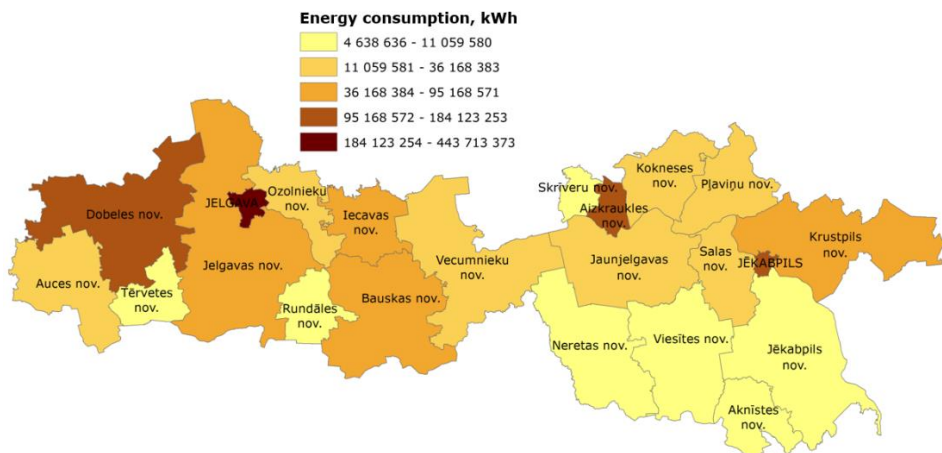 Energy consumption, kWh
4 638 636 - 11 059 580
11 059 581 - 36 168 383
36 168 384 - 95 168 571
95 168 572 - 184 123 253
184 123 254 - 443 713 373
Kokneses
nov.
Pļaviņu nov.
Skrīveru nov.
Aizkraukles
nov.
Ozolnieku
nov.
JELGAVA
Dobeles nov.
Iecavas
nov.
Krustpils
nov.
Salas
nov.
JĒKABPILS
Jelgavas nov.
Vecumnieku
nov.
Jaunjelgavas
nov.
Auces nov.
Tērvetes
nov.
Rundāles
nov.
Bauskas nov.
Neretas nov.
Viesītes nov.
Jēkabpils
nov.
Aknīstes
nov.